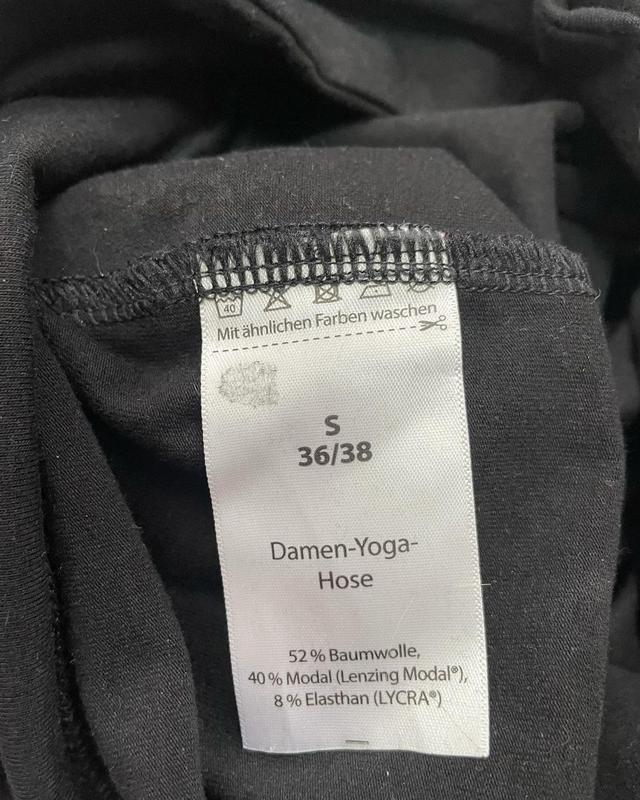 40
Mit ähnlichen Farben waschen
S
36/38
Damen-Yoga-
Hose
52 % Baumwolle,
40 % Modal (Lenzing Modal®),
8 % Elasthan (LYCRA®)